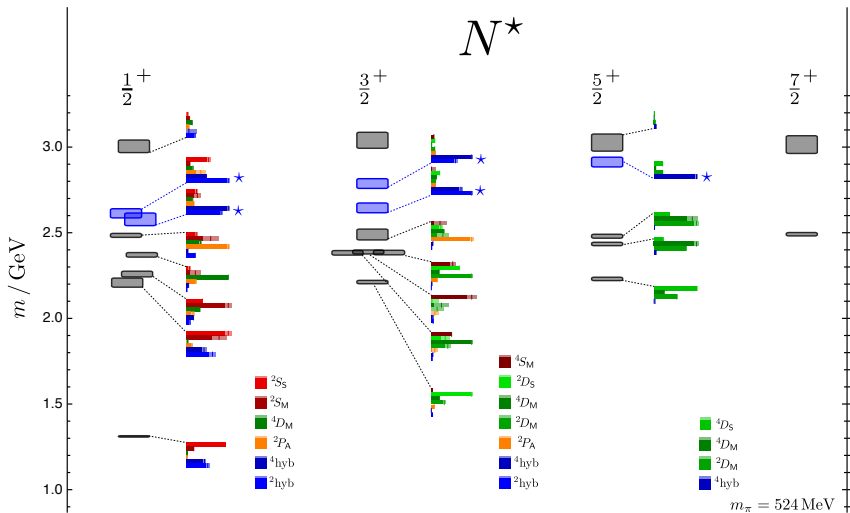 N⋆
1/2+ 3/2+ 5/2+ 7/2+
3.0
2.5
2.0
1.5
1.0
m / GeV
⋆
⋆
⋆
⋆
⋆
²S_S
²S_M
⁴D_M
²P_A
⁴hyb
²hyb
⁴S_M
²D_S
⁴D_M
²D_M
²P_A
⁴hyb
²hyb
⁴D_S
⁴D_M
²D_M
⁴hyb
m_π = 524 MeV